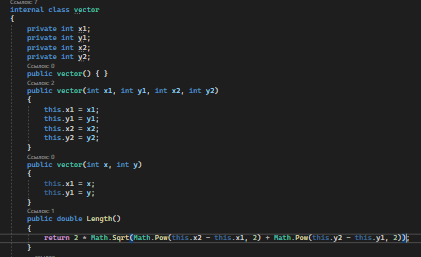 Ссылок: 7
internal class vector
{
private int x1;
private int y1;
private int x2;
private int y2;
Ссылок: 0
public vector() { }
Ссылок: 2
public vector(int x1, int y1, int x2, int y2)
{
this.x1 = x1;
this.y1 = y1;
this.x2 = x2;
this.y2 = y2;
}
Ссылок: 0
public vector(int x, int y)
{
this.x1 = x;
this.y1 = y;
}
Ссылок: 1
public double Length()
{
return 2 * Math.Sqrt(Math.Pow(this.x2 - this.x1, 2) + Math.Pow(this.y2 - this.y1, 2));
}